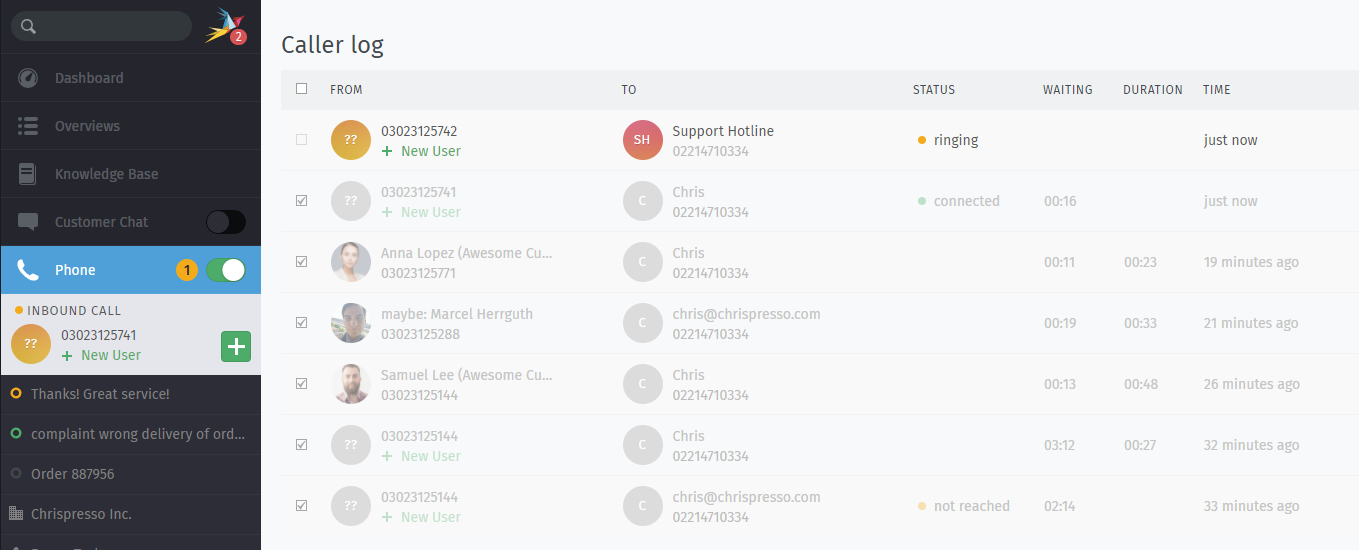 2
Dashboard
Overviews
Knowledge Base
Customer Chat
Phone 1
INBOUND CALL
?? 03023125741
+ New User
Thanks! Great service!
complaint wrong delivery of ord...
Order 887956
Chrispresso Inc.
Caller log
FROM TO STATUS WAITING DURATION TIME
?? 03023125742 SH Support Hotline ringing just now
+ New User 02214710334
?? 03023125741 C Chris connected 00:16 just now
+ New User 02214710334
Anna Lopez (Awesome Cu... C Chris 00:11 00:23 19 minutes ago
03023125771 02214710334
maybe: Marcel Herrguth C chris@chrispresso.com 00:19 00:33 21 minutes ago
03023125288 02214710334
Samuel Lee (Awesome Cu... C Chris 00:13 00:48 26 minutes ago
03023125144 02214710334
?? 03023125144 C Chris 03:12 00:27 32 minutes ago
+ New User 02214710334
?? 03023125144 C chris@chrispresso.com not reached 02:14 33 minutes ago
+ New User 02214710334